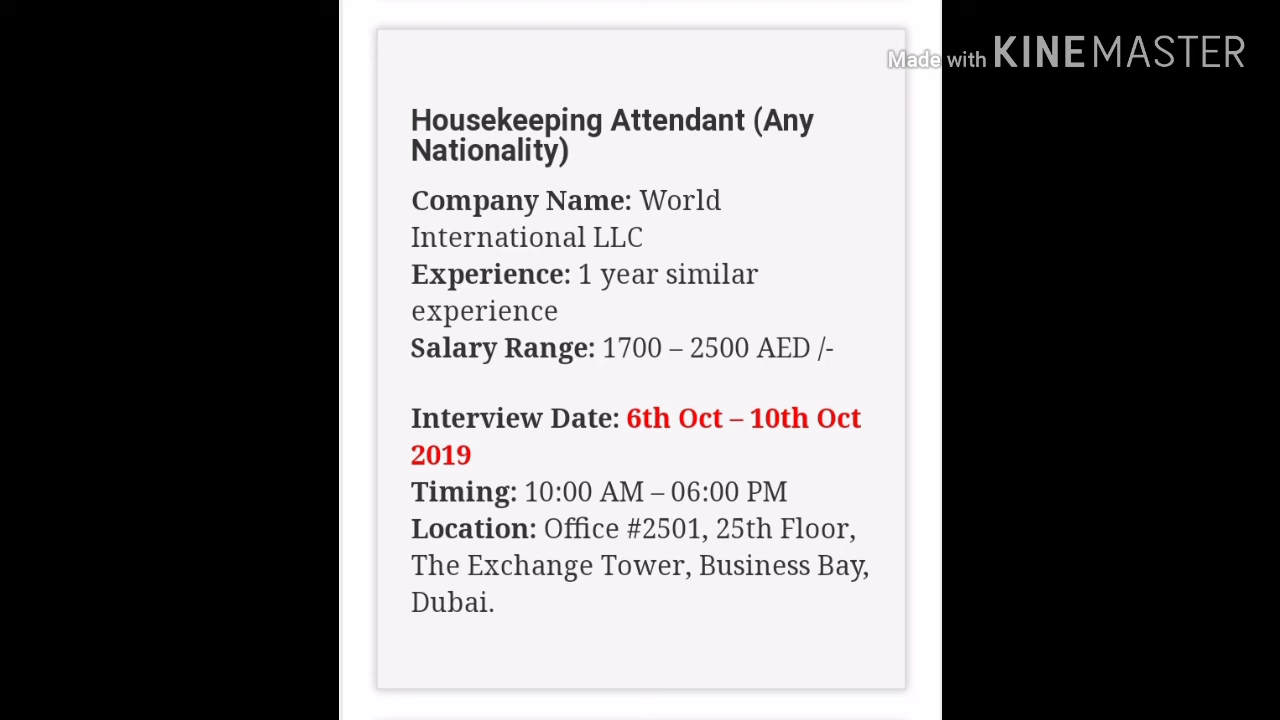 Made with KINEMASTER
Housekeeping Attendant (Any
Nationality)
Company Name: World
International LLC
Experience: 1 year similar
experience
Salary Range: 1700 – 2500 AED /-
Interview Date: 6th Oct – 10th Oct
2019
Timing: 10:00 AM – 06:00 PM
Location: Office #2501, 25th Floor,
The Exchange Tower, Business Bay,
Dubai.